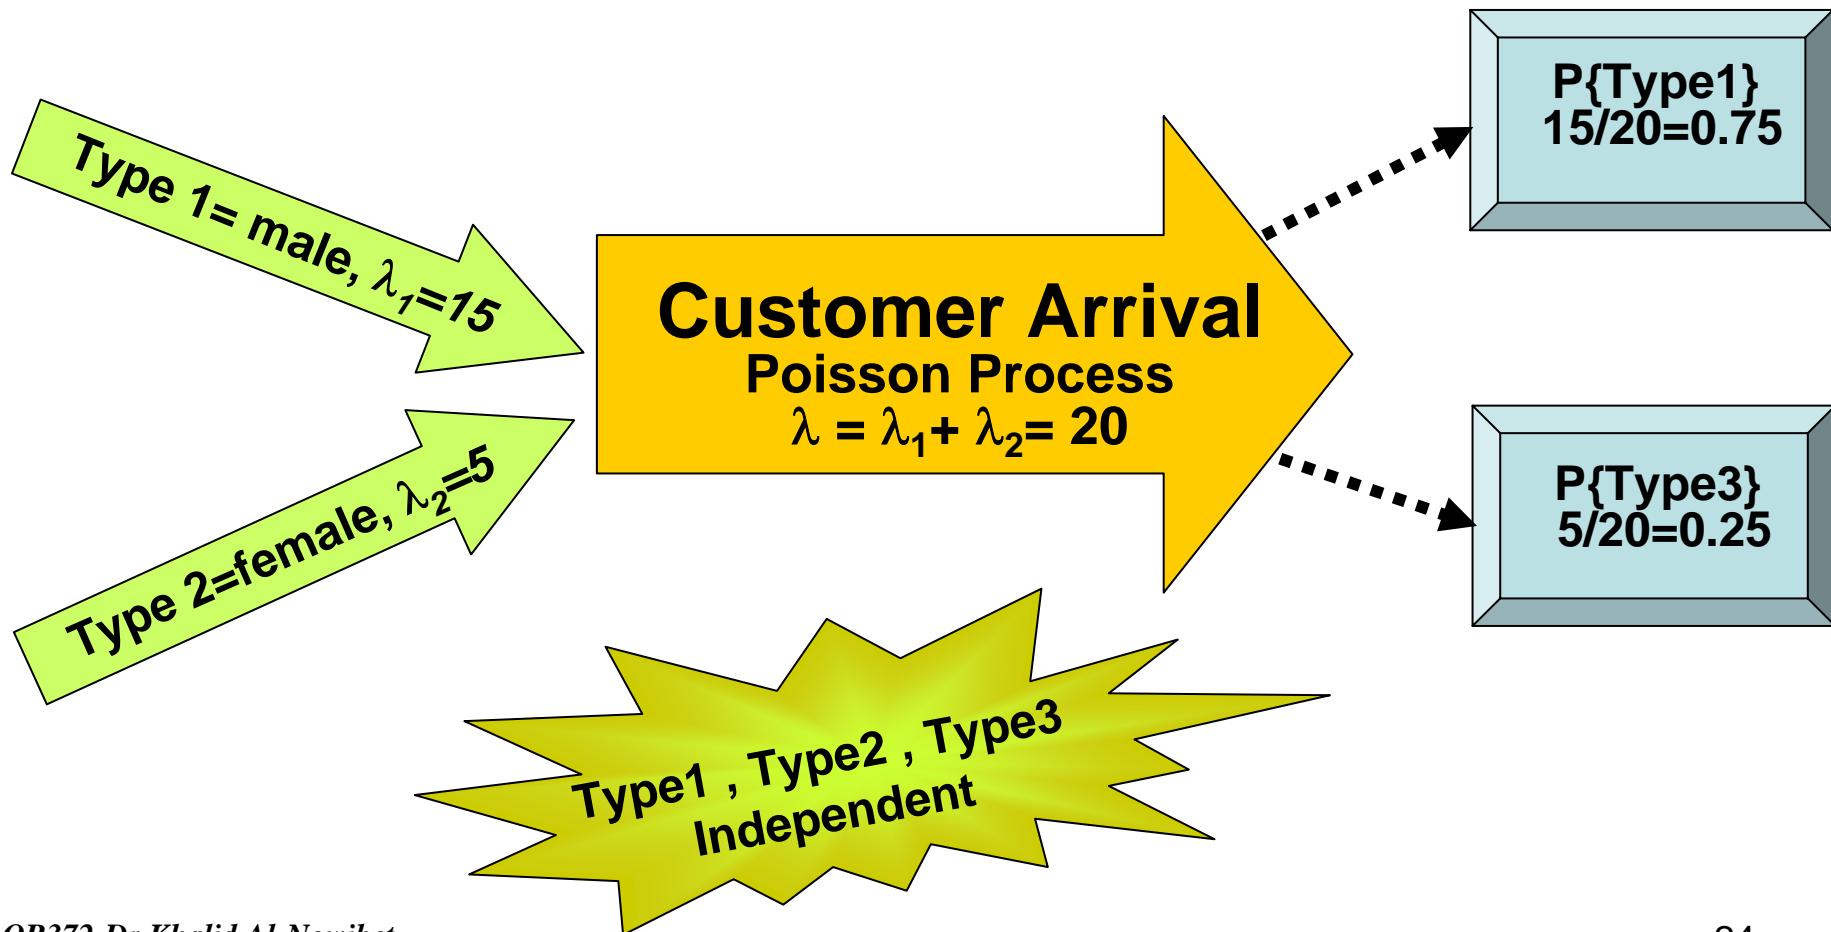 Type 1= male, λ1=15
Type 2=female, λ2=5
Customer Arrival
Poisson Process
λ = λ1+ λ2= 20
P{Type1}
15/20=0.75
P{Type3}
5/20=0.25
Type1 , Type2 , Type3
Independent